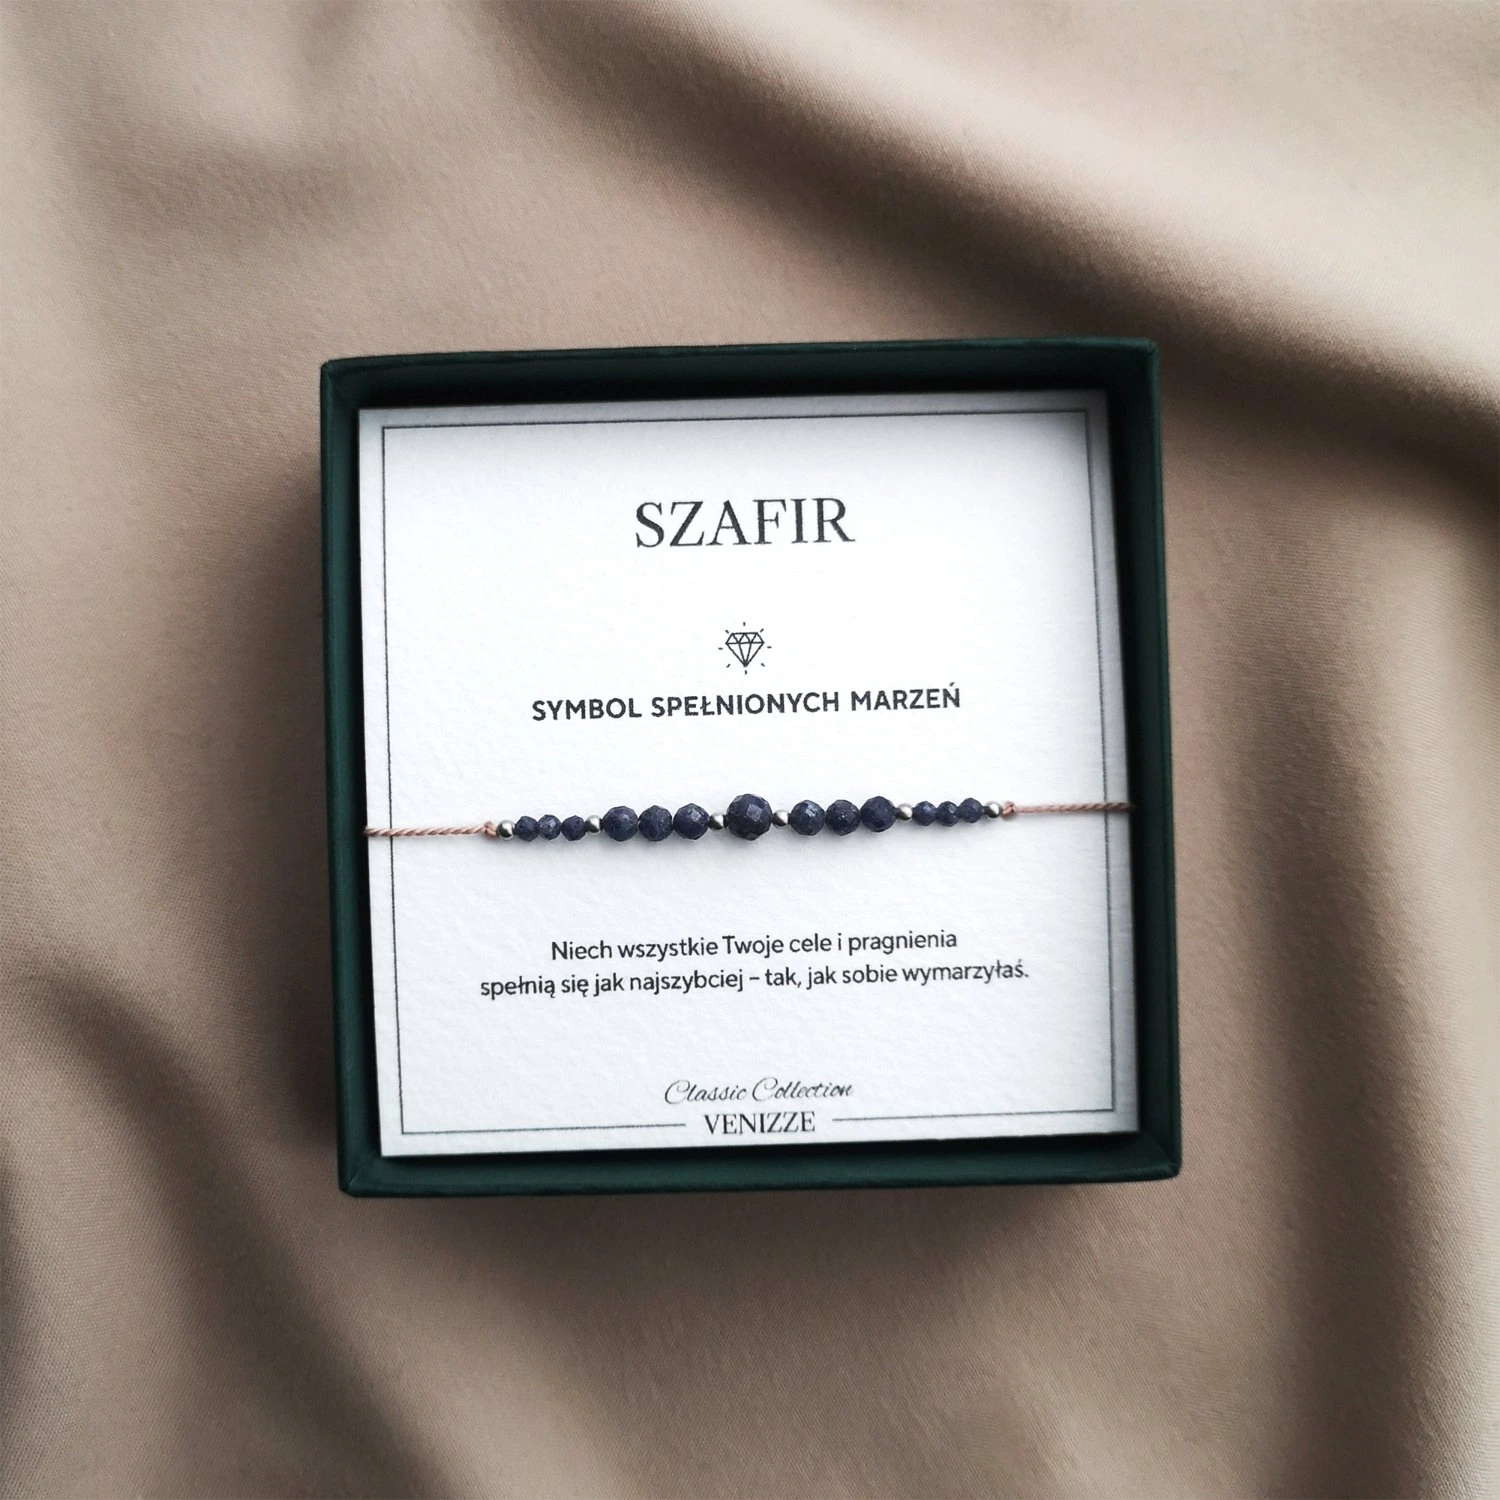 SZAFIR
SYMBOL SPEŁNIONYCH MARZEŃ
Niech wszystkie Twoje cele i pragnienia
spełnią się jak najszybciej – tak, jak sobie wymarzyłaś.
Classic Collection
VENIZZE